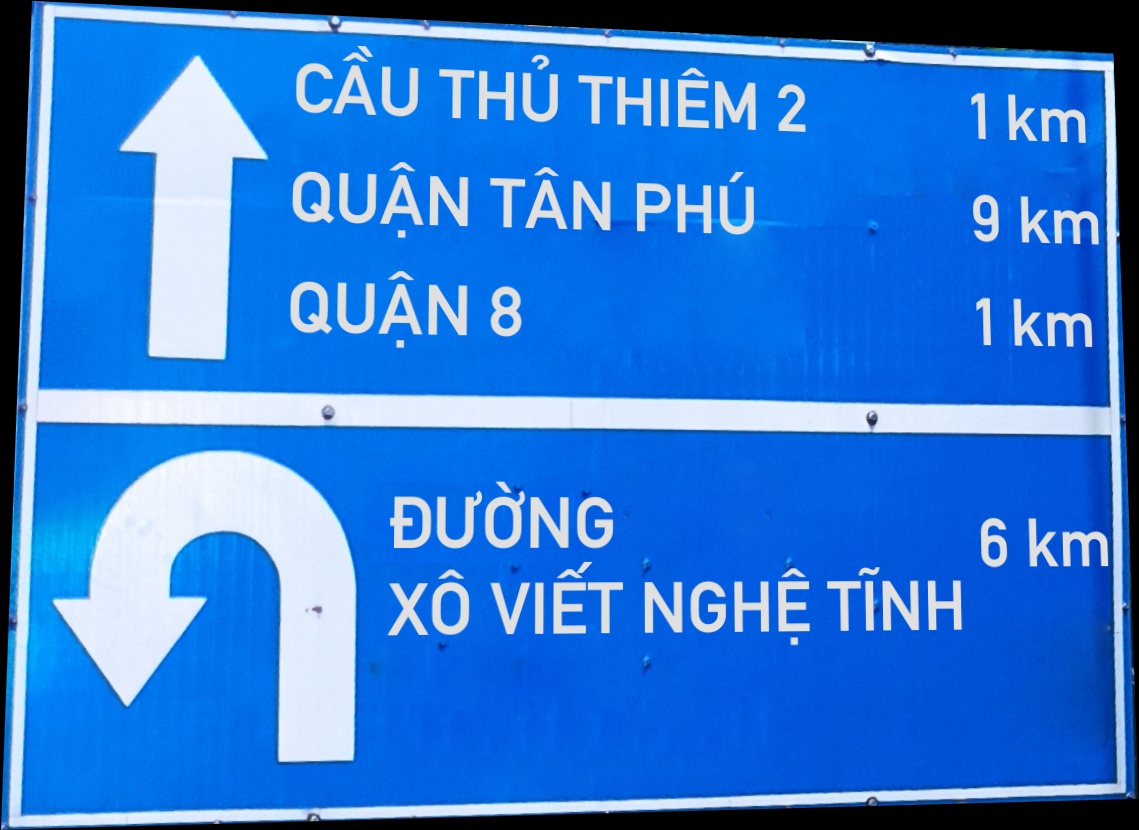 CẦU THỦ THIÊM 2 1 km
QUẬN TÂN PHÚ 9 km
QUẬN 8 1 km
ĐƯỜNG 6 km
XÔ VIẾT NGHỆ TĨNH